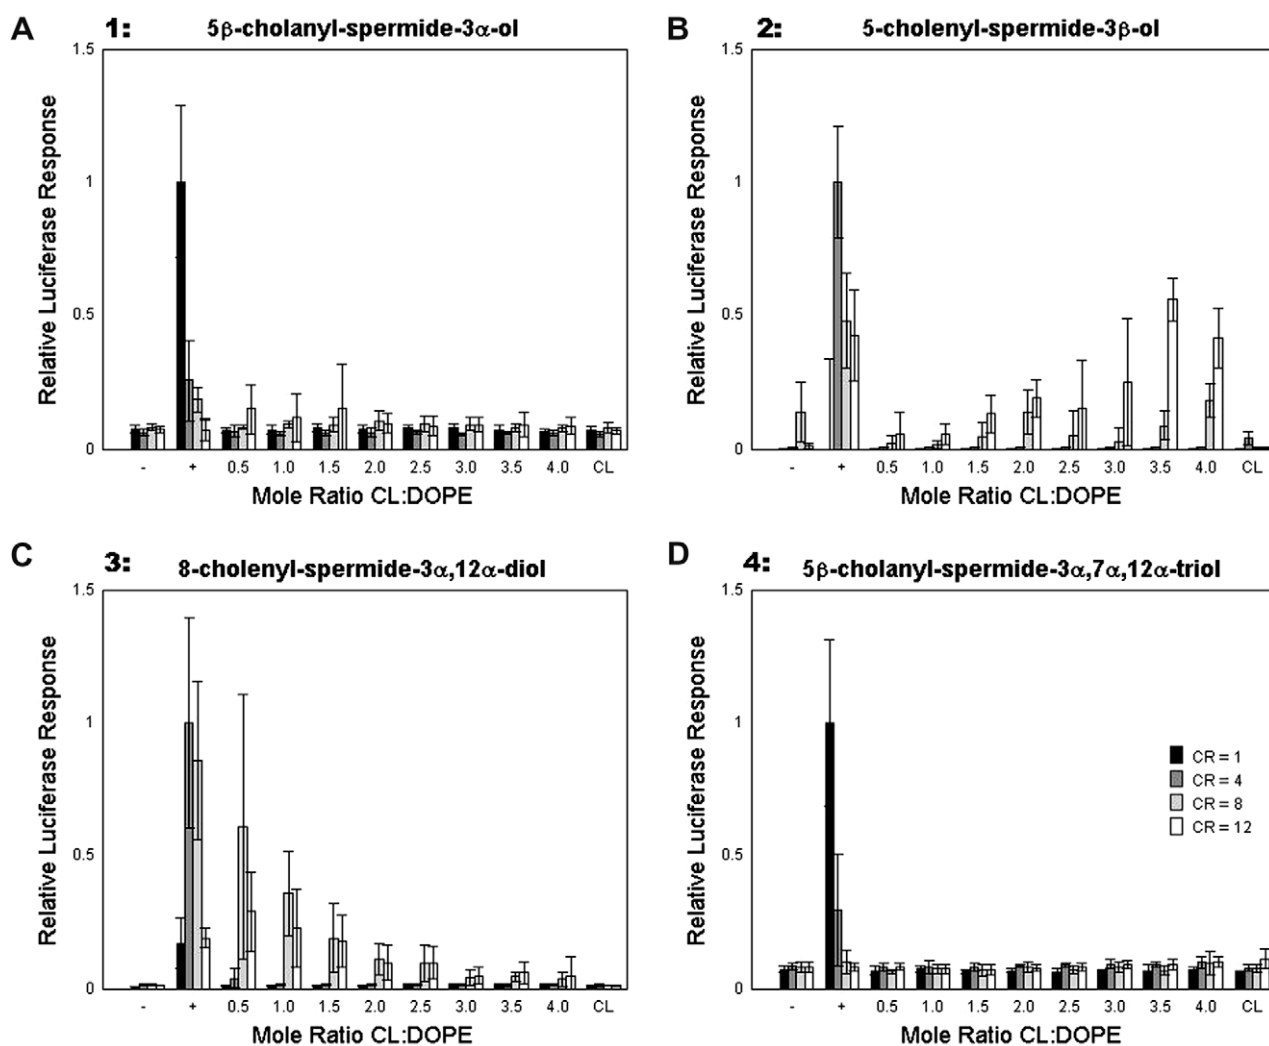 A 1: 5β-cholanyl-spermide-3α-ol
1.5
1
0.5
0
Relative Luciferase Response
- + 0.5 1.0 1.5 2.0 2.5 3.0 3.5 4.0 CL
Mole Ratio CL:DOPE
B 2: 5-cholenyl-spermide-3β-ol
1.5
1
0.5
0
Relative Luciferase Response
- + 0.5 1.0 1.5 2.0 2.5 3.0 3.5 4.0 CL
Mole Ratio CL:DOPE
C 3: 8-cholenyl-spermide-3α,12α-diol
1.5
1
0.5
0
Relative Luciferase Response
- + 0.5 1.0 1.5 2.0 2.5 3.0 3.5 4.0 CL
Mole Ratio CL:DOPE
D 4: 5β-cholanyl-spermide-3α,7α,12α-triol
1.5
1
0.5
0
Relative Luciferase Response
CR = 1
CR = 4
CR = 8
CR = 12
- + 0.5 1.0 1.5 2.0 2.5 3.0 3.5 4.0 CL
Mole Ratio CL:DOPE